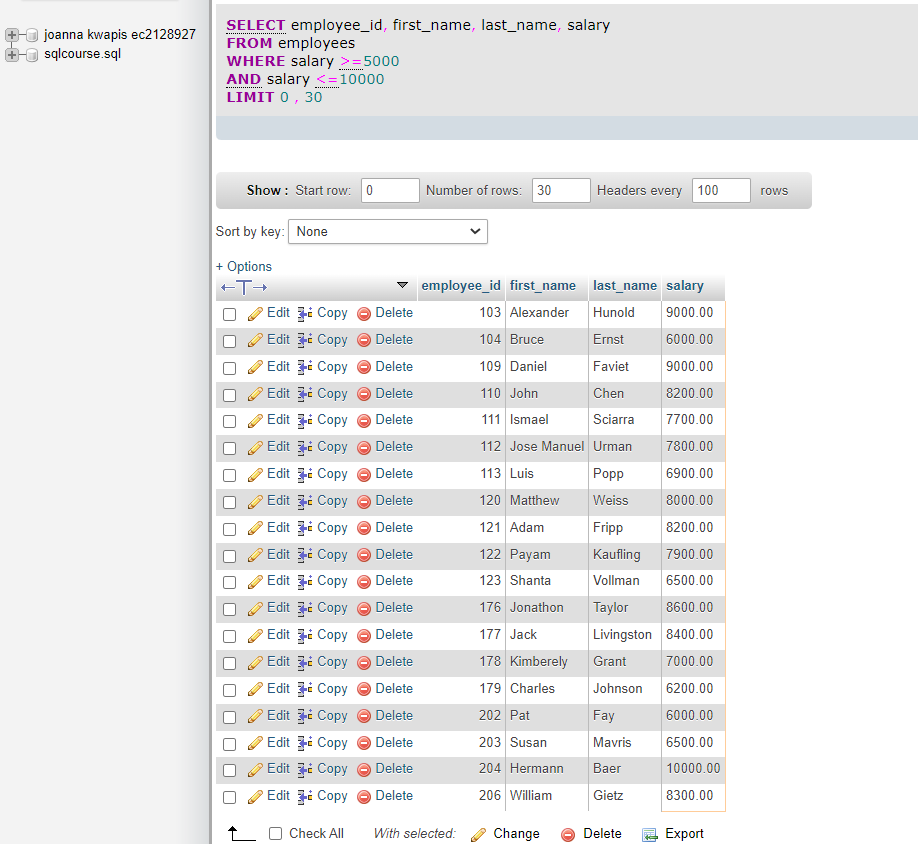 joanna kwapis ec2128927
sqlcourse.sql
SELECT employee_id, first_name, last_name, salary
FROM employees
WHERE salary >=5000
AND salary <=10000
LIMIT 0 , 30
Show : Start row: 0 Number of rows: 30 Headers every 100 rows
Sort by key: None
+ Options
←T→ employee_id first_name last_name salary
Edit Copy Delete 103 Alexander Hunold 9000.00
Edit Copy Delete 104 Bruce Ernst 6000.00
Edit Copy Delete 109 Daniel Faviet 9000.00
Edit Copy Delete 110 John Chen 8200.00
Edit Copy Delete 111 Ismael Sciarra 7700.00
Edit Copy Delete 112 Jose Manuel Urman 7800.00
Edit Copy Delete 113 Luis Popp 6900.00
Edit Copy Delete 120 Matthew Weiss 8000.00
Edit Copy Delete 121 Adam Fripp 8200.00
Edit Copy Delete 122 Payam Kaufling 7900.00
Edit Copy Delete 123 Shanta Vollman 6500.00
Edit Copy Delete 176 Jonathon Taylor 8600.00
Edit Copy Delete 177 Jack Livingston 8400.00
Edit Copy Delete 178 Kimberely Grant 7000.00
Edit Copy Delete 179 Charles Johnson 6200.00
Edit Copy Delete 202 Pat Fay 6000.00
Edit Copy Delete 203 Susan Mavris 6500.00
Edit Copy Delete 204 Hermann Baer 10000.00
Edit Copy Delete 206 William Gietz 8300.00
Check All With selected: Change Delete Export